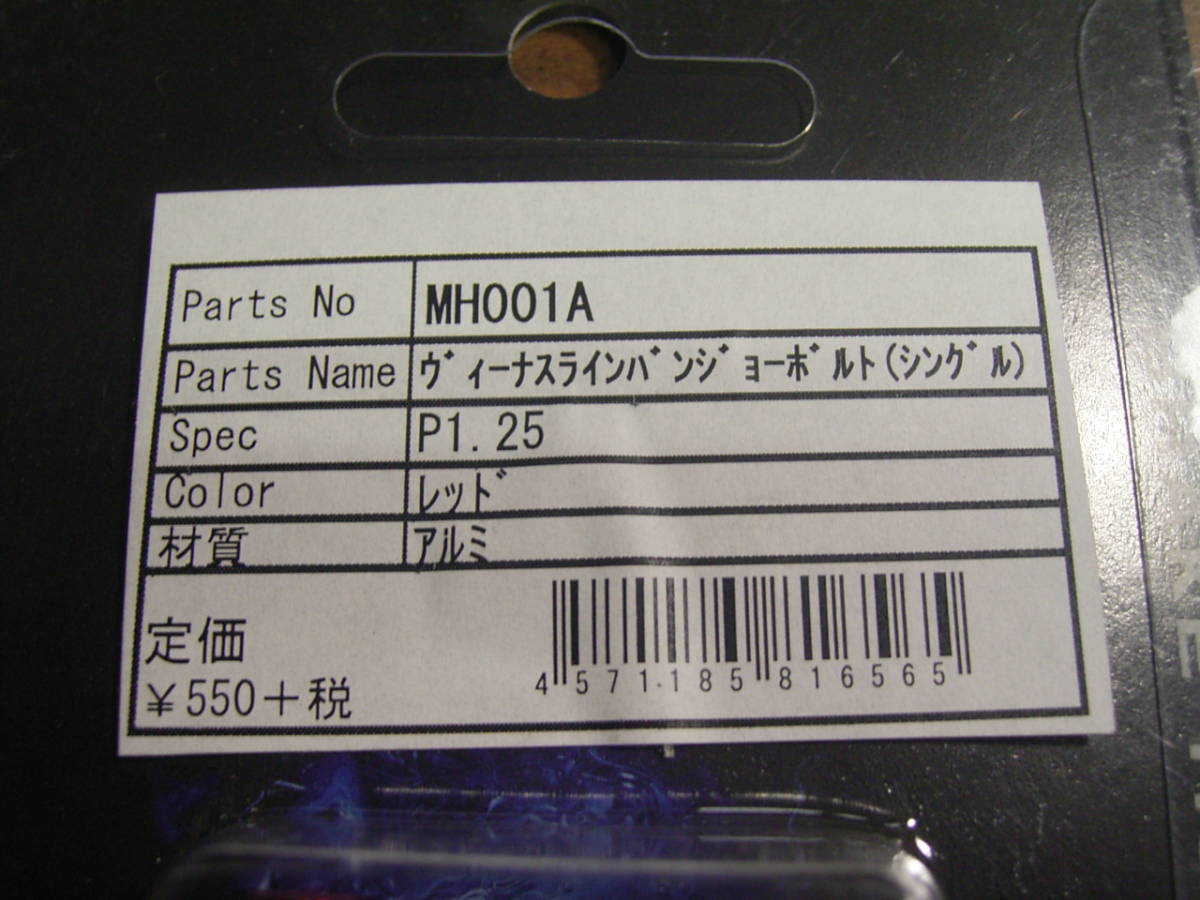 Parts No MH001A
Parts Name ヴィーナスラインバンジョーボルト(シングル)
Spec P1.25
Color レッド
材質 アルミ
定価
¥550+税
4 571185 816565